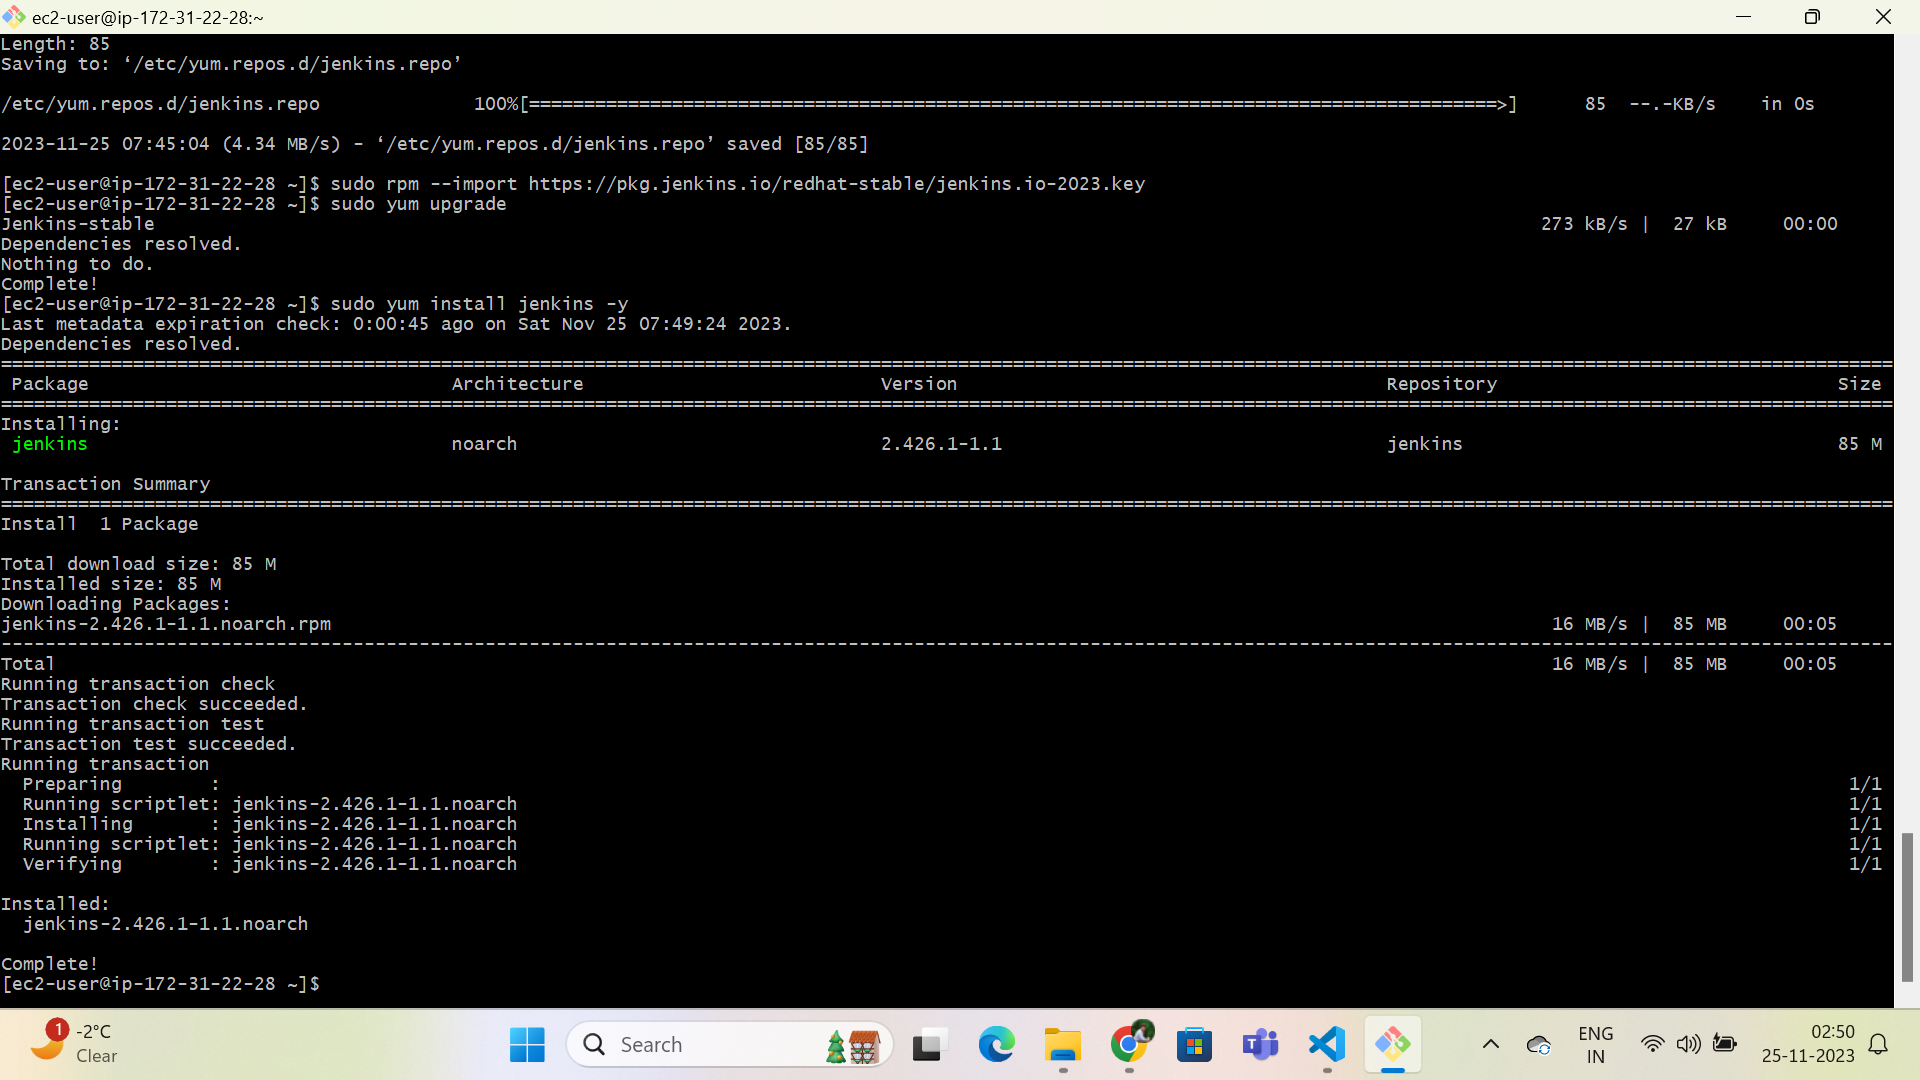 ec2-user@ip-172-31-22-28:~
Length: 85
Saving to: ‘/etc/yum.repos.d/jenkins.repo’
/etc/yum.repos.d/jenkins.repo 100%[========================================================================================>] 85 --.-KB/s in 0s
2023-11-25 07:45:04 (4.34 MB/s) - ‘/etc/yum.repos.d/jenkins.repo’ saved [85/85]
[ec2-user@ip-172-31-22-28 ~]$ sudo rpm --import https://pkg.jenkins.io/redhat-stable/jenkins.io-2023.key
[ec2-user@ip-172-31-22-28 ~]$ sudo yum upgrade
Jenkins-stable 273 kB/s | 27 kB 00:00
Dependencies resolved.
Nothing to do.
Complete!
[ec2-user@ip-172-31-22-28 ~]$ sudo yum install jenkins -y
Last metadata expiration check: 0:00:45 ago on Sat Nov 25 07:49:24 2023.
Dependencies resolved.
Package Architecture Version Repository Size
Installing:
jenkins noarch 2.426.1-1.1 jenkins 85 M
Transaction Summary
Install 1 Package
Total download size: 85 M
Installed size: 85 M
Downloading Packages:
jenkins-2.426.1-1.1.noarch.rpm 16 MB/s | 85 MB 00:05
Total 16 MB/s | 85 MB 00:05
Running transaction check
Transaction check succeeded.
Running transaction test
Transaction test succeeded.
Running transaction
Preparing : 1/1
Running scriptlet: jenkins-2.426.1-1.1.noarch 1/1
Installing : jenkins-2.426.1-1.1.noarch 1/1
Running scriptlet: jenkins-2.426.1-1.1.noarch 1/1
Verifying : jenkins-2.426.1-1.1.noarch 1/1
Installed:
jenkins-2.426.1-1.1.noarch
Complete!
[ec2-user@ip-172-31-22-28 ~]$
1 -2°C
Clear
Search
ENG
IN
02:50
25-11-2023